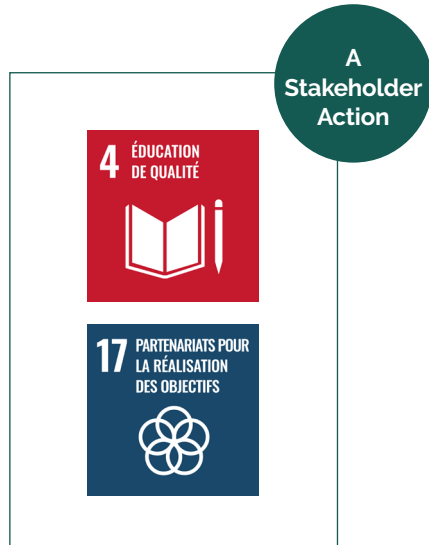 A
Stakeholder
Action
4 ÉDUCATION
DE QUALITÉ
17 PARTENARIATS POUR
LA RÉALISATION
DES OBJECTIFS